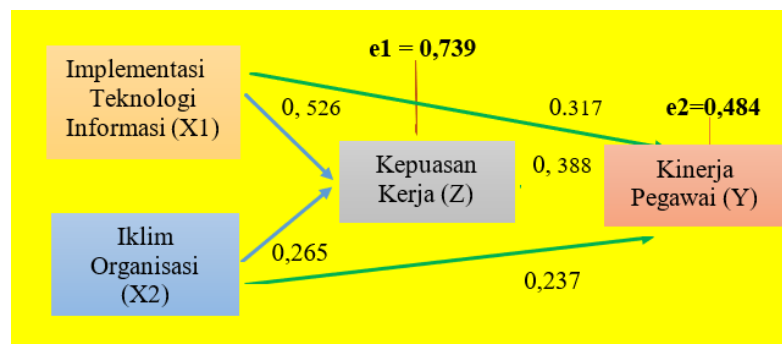 e1 = 0,739
Implementasi
Teknologi
Informasi (X1)
0, 526
0.317
e2=0,484
Kepuasan
Kerja (Z)
0, 388
Kinerja
Pegawai (Y)
Iklim
Organisasi
(X2)
0,265
0,237